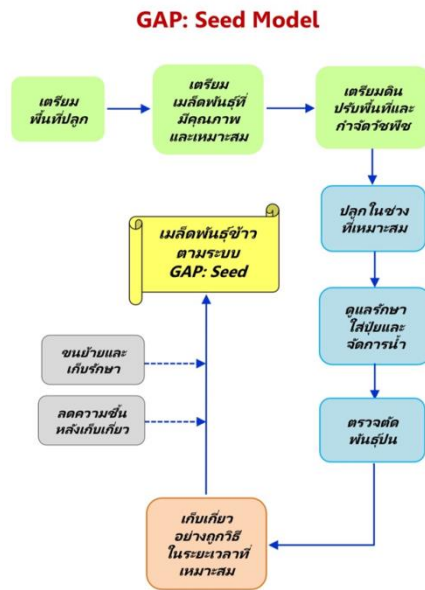 GAP: Seed Model
เตรียม
พื้นที่ปลูก
เตรียม
เมล็ดพันธุ์ที่
มีคุณภาพ
และเหมาะสม
เตรียมดิน
ปรับพื้นที่และ
กำจัดวัชพืช
ปลูกในช่วง
ที่เหมาะสม
ดูแลรักษา
ใส่ปุ๋ยและ
จัดการน้ำ
ตรวจตัด
พันธุ์ปน
เก็บเกี่ยว
อย่างถูกวิธี
ในระยะเวลาที่
เหมาะสม
ลดความชื้น
หลังเก็บเกี่ยว
ขนย้ายและ
เก็บรักษา
เมล็ดพันธุ์ข้าว
ตามระบบ
GAP: Seed